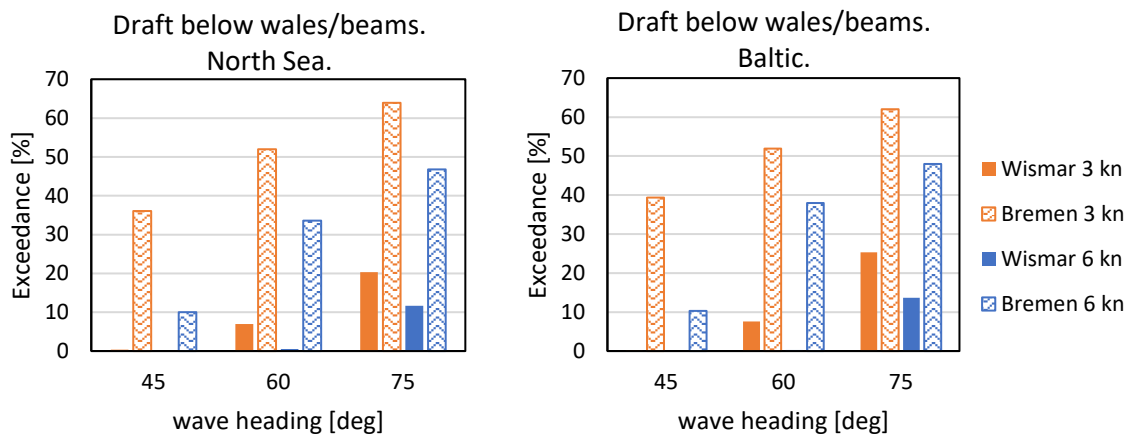 Draft below wales/beams.
North Sea.
Exceedance [%]
70
60
50
40
30
20
10
0
45 60 75
wave heading [deg]
Draft below wales/beams.
Baltic.
Exceedance [%]
70
60
50
40
30
20
10
0
45 60 75
wave heading [deg]
Wismar 3 kn
Bremen 3 kn
Wismar 6 kn
Bremen 6 kn